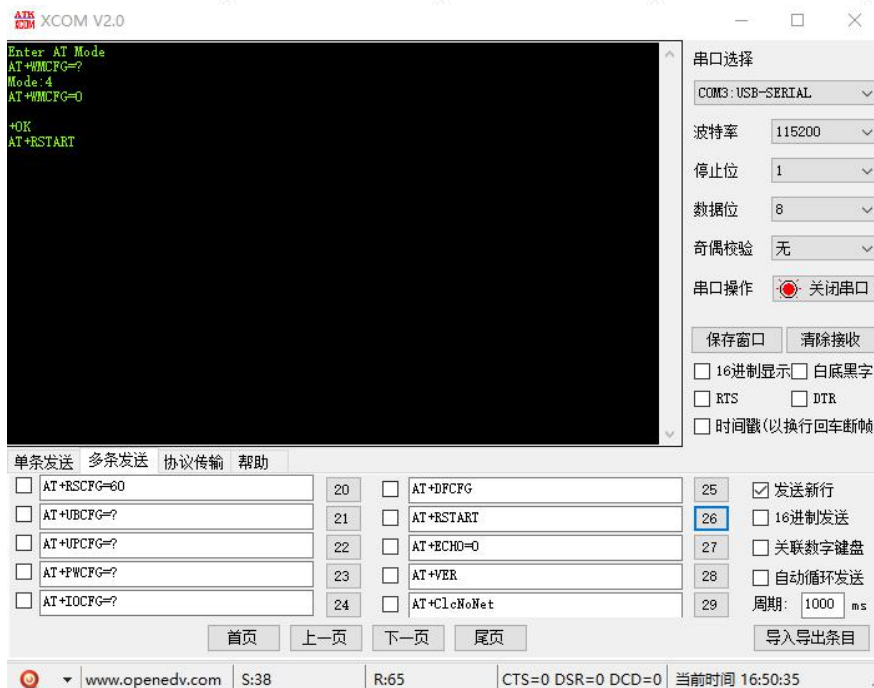 ATK COM XCOM V2.0
Enter AT Mode
AT+WMCFG=?
Mode:4
AT+WMCFG=0
+OK
AT+RSTART
串口选择
COM3:USB-SERIAL
波特率 115200
停止位 1
数据位 8
奇偶校验 无
串口操作 关闭串口
保存窗口 清除接收
16进制显示 白底黑字
RTS DTR
时间戳(以换行回车断帧
单条发送 多条发送 协议传输 帮助
AT+RSCFG=60 20 AT+DFCFG 25 发送新行
AT+UBCFG=? 21 AT+RSTART 26 16进制发送
AT+UPCFG=? 22 AT+ECHO=0 27 关联数字键盘
AT+PWCFG=? 23 AT+VER 28 自动循环发送
AT+IOCFG=? 24 AT+ClcNoNet 29 周期: 1000 ms
首页 上一页 下一页 尾页 导入导出条目
www.openedv.com S:38 R:65 CTS=0 DSR=0 DCD=0 当前时间 16:50:35